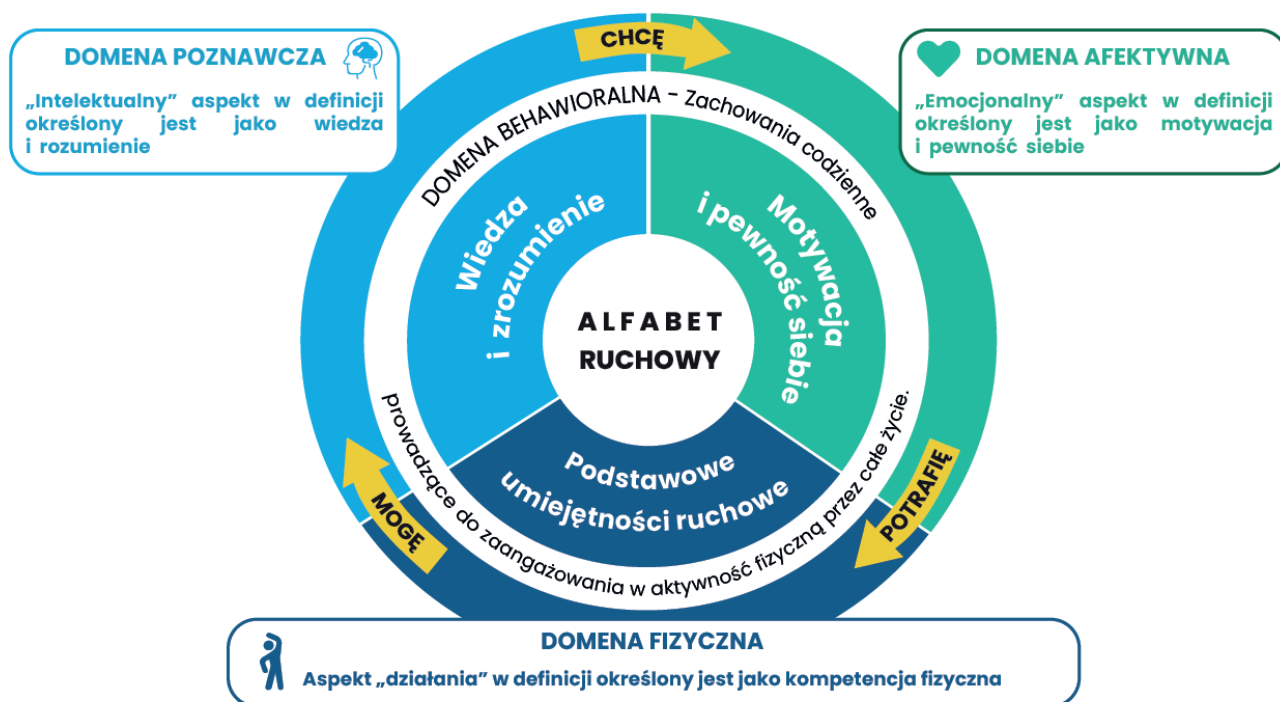 DOMENA POZNAWCZA
„Intelektualny” aspekt w definicji
określony jest jako wiedza
i rozumienie
CHCĘ
DOMENA AFEKTYWNA
„Emocjonalny” aspekt w definicji
określony jest jako motywacja
i pewność siebie
DOMENA BEHAWIORALNA – Zachowania codzienne
prowadzące do zaangażowania w aktywność fizyczną przez całe życie.
Wiedza
i zrozumienie
Motywacja
i pewność siebie
ALFABET
RUCHOWY
Podstawowe
umiejętności ruchowe
MOGĘ
POTRAFIĘ
DOMENA FIZYCZNA
Aspekt „działania” w definicji określony jest jako kompetencja fizyczna